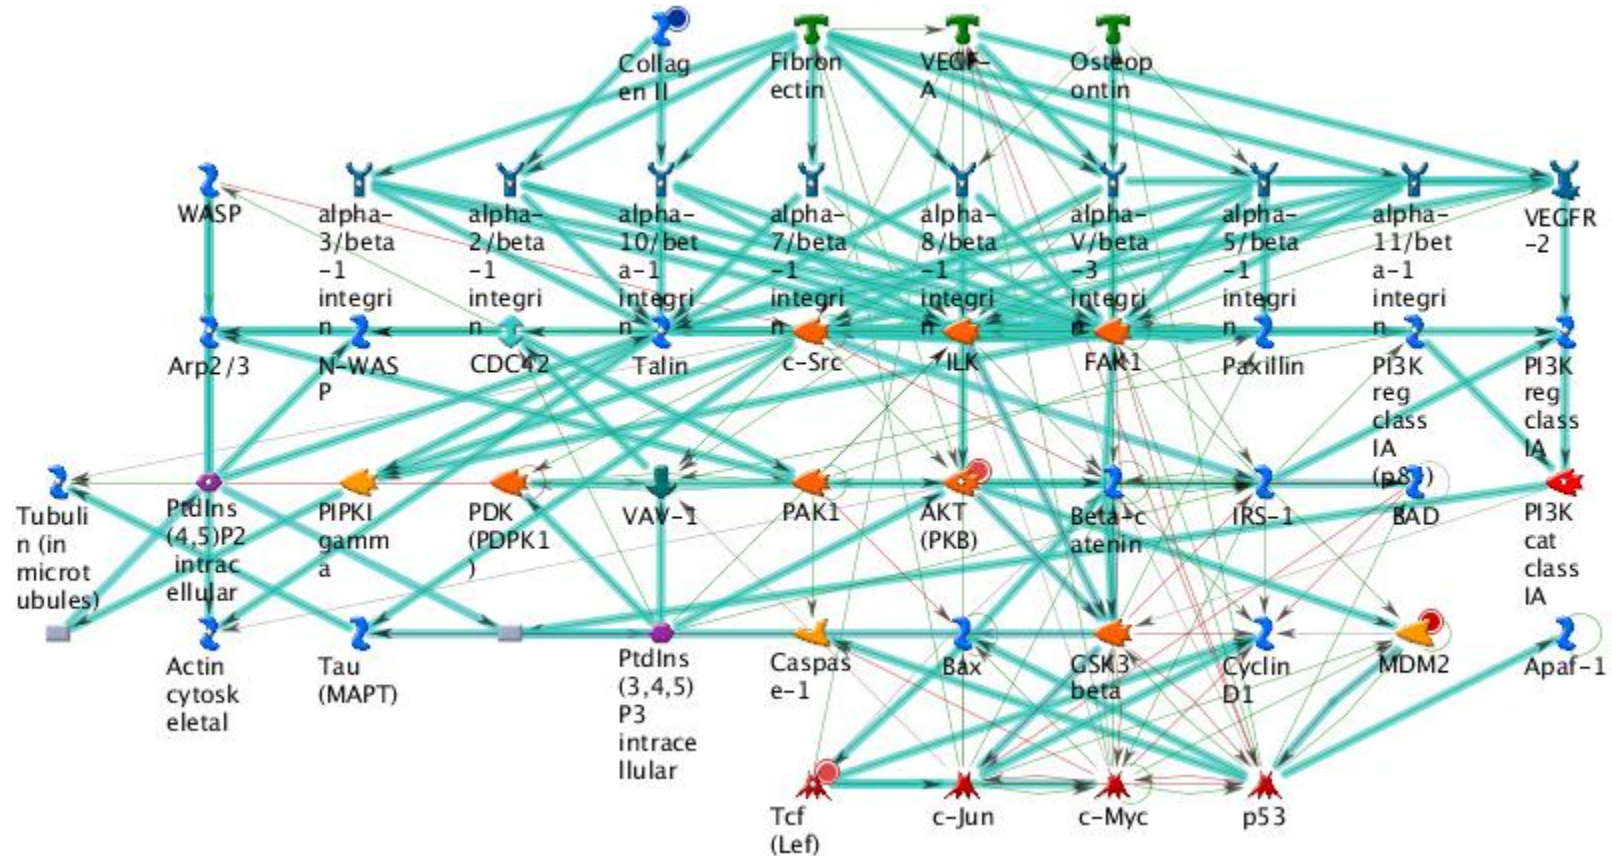 Collag
en II
Fibron
ectin
VEGF-
A
Osteop
ontin
WASP
alpha-
3/beta
-1
integri
n
alpha-
2/beta
-1
integri
n
alpha-
10/bet
a-1
integri
n
alpha-
7/beta
-1
integri
n
alpha-
8/beta
-1
integri
n
alpha-
V/beta
-3
integri
n
alpha-
5/beta
-1
integri
n
alpha-
11/bet
a-1
integri
n
VEGFR
-2
Arp2/3
N-WAS
P
CDC42
Talin
c-Src
ILK
FAK1
Paxillin
PI3K
reg
class
IA
(p85)
PI3K
reg
class
IA
Tubuli
n (in
microt
ubules)
PtdIns
(4,5)P2
intrac
ellular
PIPKI
gamm
a
PDK
(PDPK1
)
VAV-1
PAK1
AKT
(PKB)
Beta-c
atenin
IRS-1
BAD
PI3K
cat
class
IA
Actin
cytosk
eletal
Tau
(MAPT)
PtdIns
(3,4,5)
P3
intrace
llular
Caspas
e-1
Bax
GSK3
beta
Cyclin
D1
MDM2
Apaf-1
Tcf
(Lef)
c-Jun
c-Myc
p53